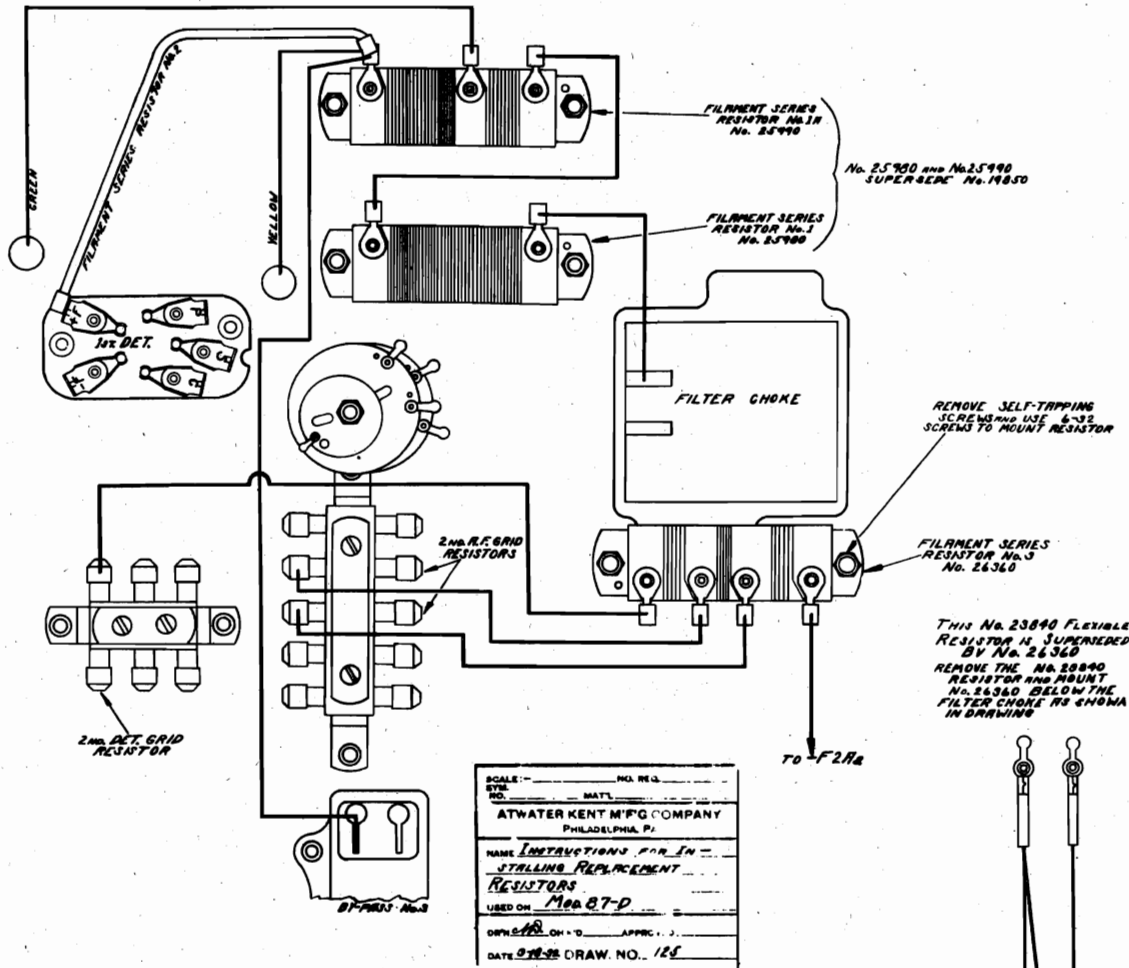 GREEN
FILAMENT SERIES RESISTOR No.2
YELLOW
FILAMENT SERIES
RESISTOR No.1A
No. 25990
No. 25980 AND No. 25990
SUPERSEDE No. 19850
FILAMENT SERIES
RESISTOR No.1
No. 25980
+F
P
1ST DET.
S
-F
C
FILTER CHOKE
REMOVE SELF-TAPPING
SCREWS AND USE 6-32
SCREWS TO MOUNT RESISTOR
2ND R.F. GRID
RESISTORS
FILAMENT SERIES
RESISTOR No.3
No. 26360
THIS No. 23840 FLEXIBLE
RESISTOR IS SUPERSEDED
BY No. 26360
REMOVE THE No.
RESISTOR AND MOUNT
No. 26360 BELOW THE
FILTER CHOKE AS SHOWN
IN DRAWING
2ND DET. GRID
RESISTOR
TO -F2
BY-PASS No.3
SCALE:- NO. REQ.
SYM.
NO. MAT'L
ATWATER KENT M'F'G COMPANY
PHILADELPHIA, PA.
NAME INSTRUCTIONS FOR IN-
STALLING REPLACEMENT
RESISTORS
USED ON MOD 87-D
DR'N CH'K'D APPR.
DATE DRAW. NO. 125